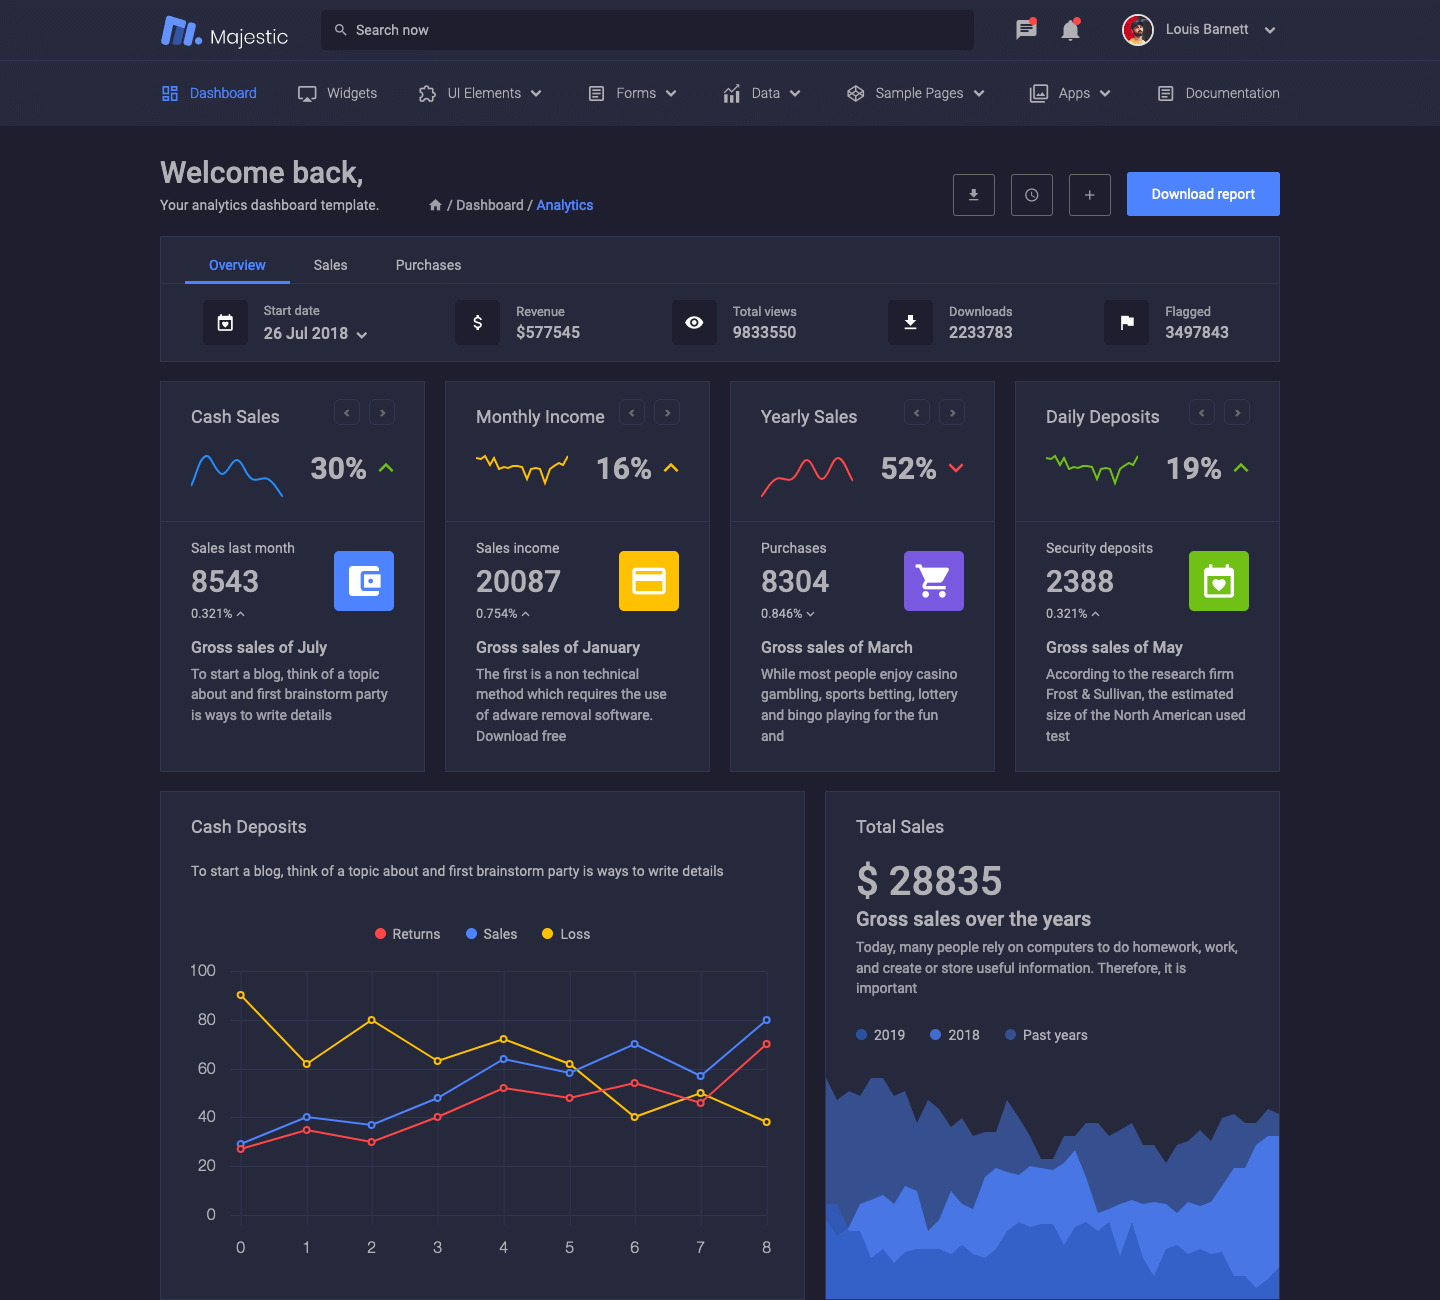 Majestic
Search now
Louis Barnett
Dashboard
Widgets
UI Elements
Forms
Data
Sample Pages
Apps
Documentation
Welcome back,
Your analytics dashboard template.
/ Dashboard / Analytics
Download report
Overview
Sales
Purchases
Start date
26 Jul 2018
Revenue
$577545
Total views
9833550
Downloads
2233783
Flagged
3497843
Cash Sales
30%
Sales last month
8543
0.321%
Gross sales of July
To start a blog, think of a topic
about and first brainstorm party
is ways to write details
Monthly Income
16%
Sales income
20087
0.754%
Gross sales of January
The first is a non technical
method which requires the use
of adware removal software.
Download free
Yearly Sales
52%
Purchases
8304
0.846%
Gross sales of March
While most people enjoy casino
gambling, sports betting, lottery
and bingo playing for the fun
and
Daily Deposits
19%
Security deposits
2388
0.321%
Gross sales of May
According to the research firm
Frost & Sullivan, the estimated
size of the North American used
test
Cash Deposits
To start a blog, think of a topic about and first brainstorm party is ways to write details
Returns
Sales
Loss
100
80
60
40
20
0
0 1 2 3 4 5 6 7 8
Total Sales
$ 28835
Gross sales over the years
Today, many people rely on computers to do homework, work,
and create or store useful information. Therefore, it is
important
2019
2018
Past years